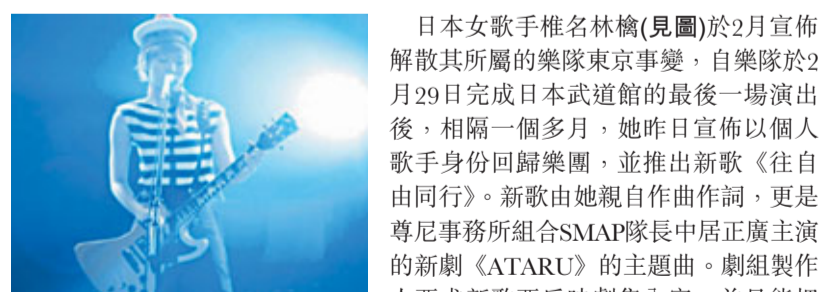 日本女歌手椎名林檎(見圖)於2月宣佈
解散其所屬的樂隊東京事變，自樂隊於2
月29日完成日本武道館的最後一場演出
後，相隔一個多月，她昨日宣佈以個人
歌手身份回歸樂團，並推出新歌《往自
由同行》。新歌由她親自作曲作詞，更是
尊尼事務所組合SMAP隊長中居正廣主演
的新劇《ATARU》的主題曲。劇組製作